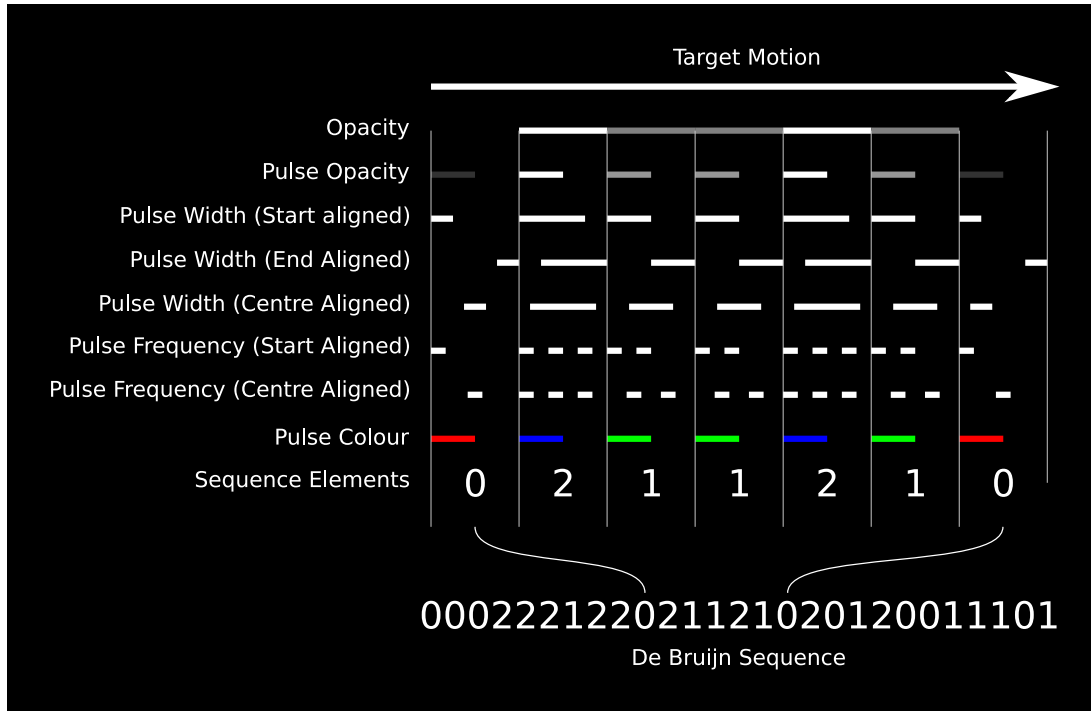 Target Motion
Opacity
Pulse Opacity
Pulse Width (Start aligned)
Pulse Width (End Aligned)
Pulse Width (Centre Aligned)
Pulse Frequency (Start Aligned)
Pulse Frequency (Centre Aligned)
Pulse Colour
Sequence Elements 0 2 1 1 2 1 0
000222122021121020120011101
De Bruijn Sequence